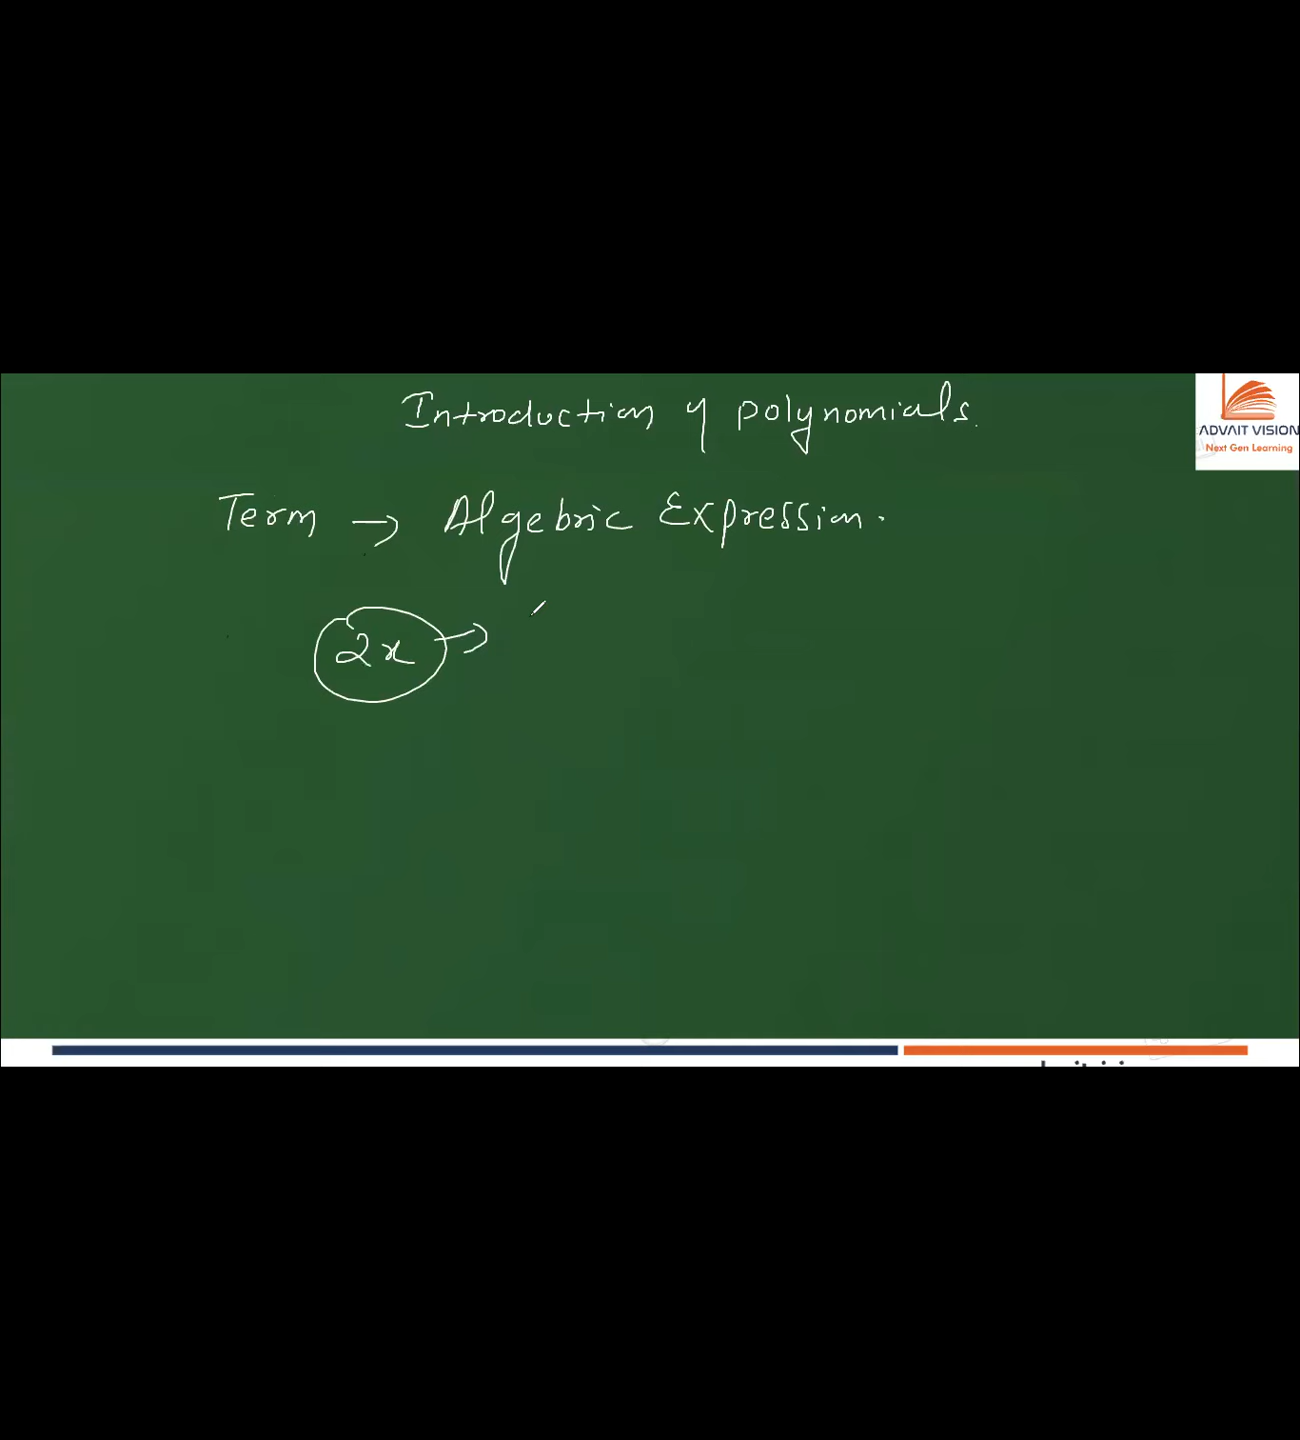 Introduction of polynomials.
ADVAIT VISION
Next Gen Learning
Term → Algebric Expression.
2x →